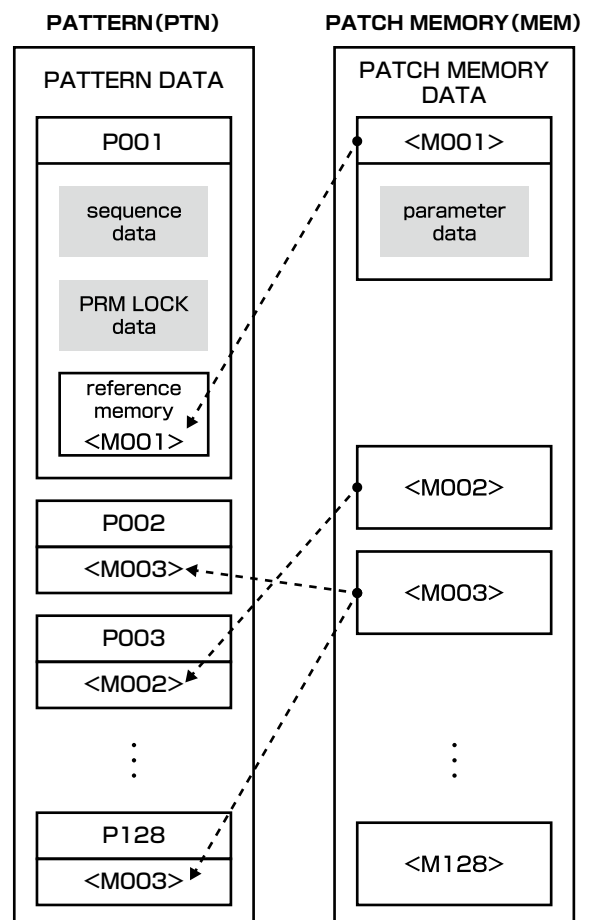 PATTERN(PTN)
PATTERN DATA
P001
sequence
data
PRM LOCK
data
reference
memory
<M001>
P002
<M003>
P003
<M002>
⋮
P128
<M003>
PATCH MEMORY(MEM)
PATCH MEMORY
DATA
<M001>
parameter
data
<M002>
<M003>
⋮
<M128>